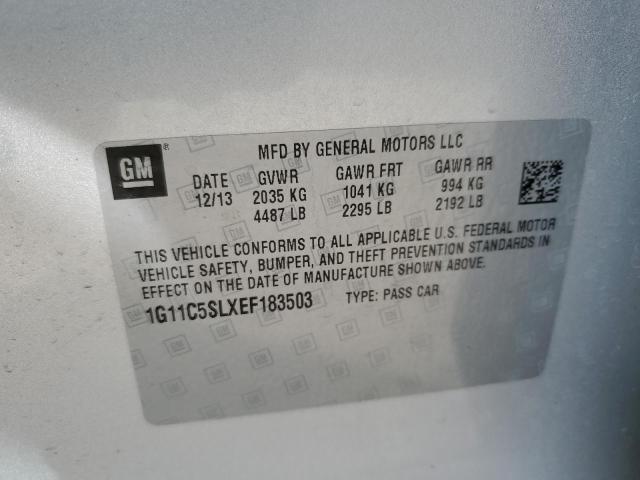 GM
®
MFD BY GENERAL MOTORS LLC
DATE GVWR GAWR FRT GAWR RR
12/13 2035 KG 1041 KG 994 KG
4487 LB 2295 LB 2192 LB
THIS VEHICLE CONFORMS TO ALL APPLICABLE U.S. FEDERAL MOTOR
VEHICLE SAFETY, BUMPER, AND THEFT PREVENTION STANDARDS IN
EFFECT ON THE DATE OF MANUFACTURE SHOWN ABOVE.
1G11C5SLXEF183503 TYPE: PASS CAR